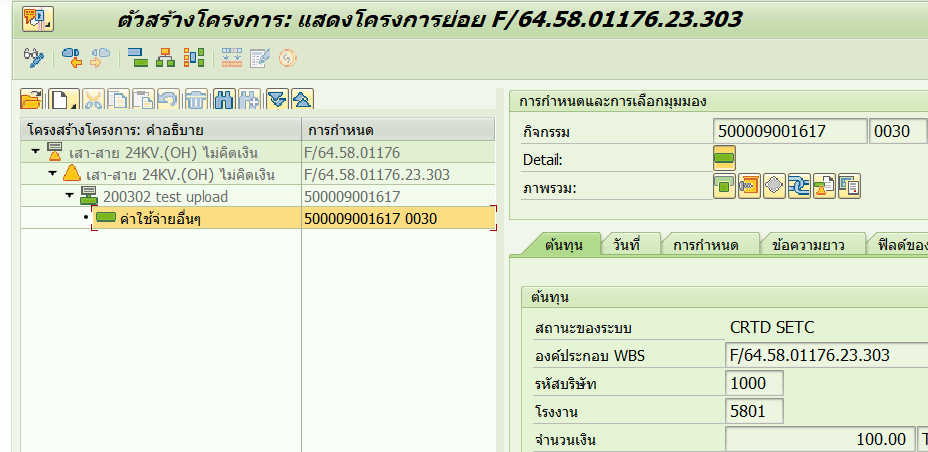 ตัวสร้างโครงการ: แสดงโครงการย่อย F/64.58.01176.23.303
โครงสร้างโครงการ: คำอธิบาย การกำหนด
เสา-สาย 24KV.(OH) ไม่คิดเงิน F/64.58.01176
เสา-สาย 24KV.(OH) ไม่คิดเงิน F/64.58.01176.23.303
200302 test upload 500009001617
ค่าใช้จ่ายอื่นๆ 500009001617 0030
การกำหนดและการเลือกมุมมอง
กิจกรรม 500009001617 0030
Detail:
ภาพรวม:
ต้นทุน วันที่ การกำหนด ข้อความยาว ฟิลด์ของ
ต้นทุน
สถานะของระบบ CRTD SETC
องค์ประกอบ WBS F/64.58.01176.23.303
รหัสบริษัท 1000
โรงงาน 5801
จำนวนเงิน 100.00